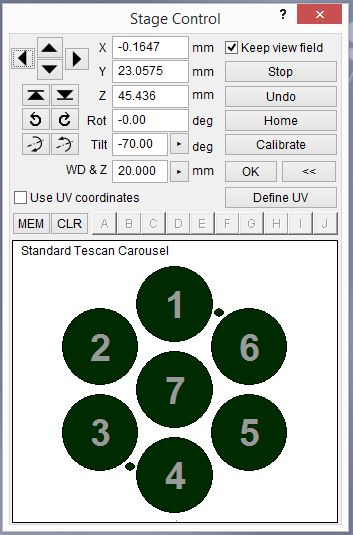 Stage Control
?
X -0.1647 mm
Keep view field
Y 23.0575 mm
Stop
Z 45.436 mm
Undo
Rot -0.00 deg
Home
Tilt -70.00 deg
Calibrate
WD & Z 20.000 mm
OK <<
Use UV coordinates
Define UV
MEM CLR A B C D E F G H I J
Standard Tescan Carousel
1
2
6
7
3
5
4